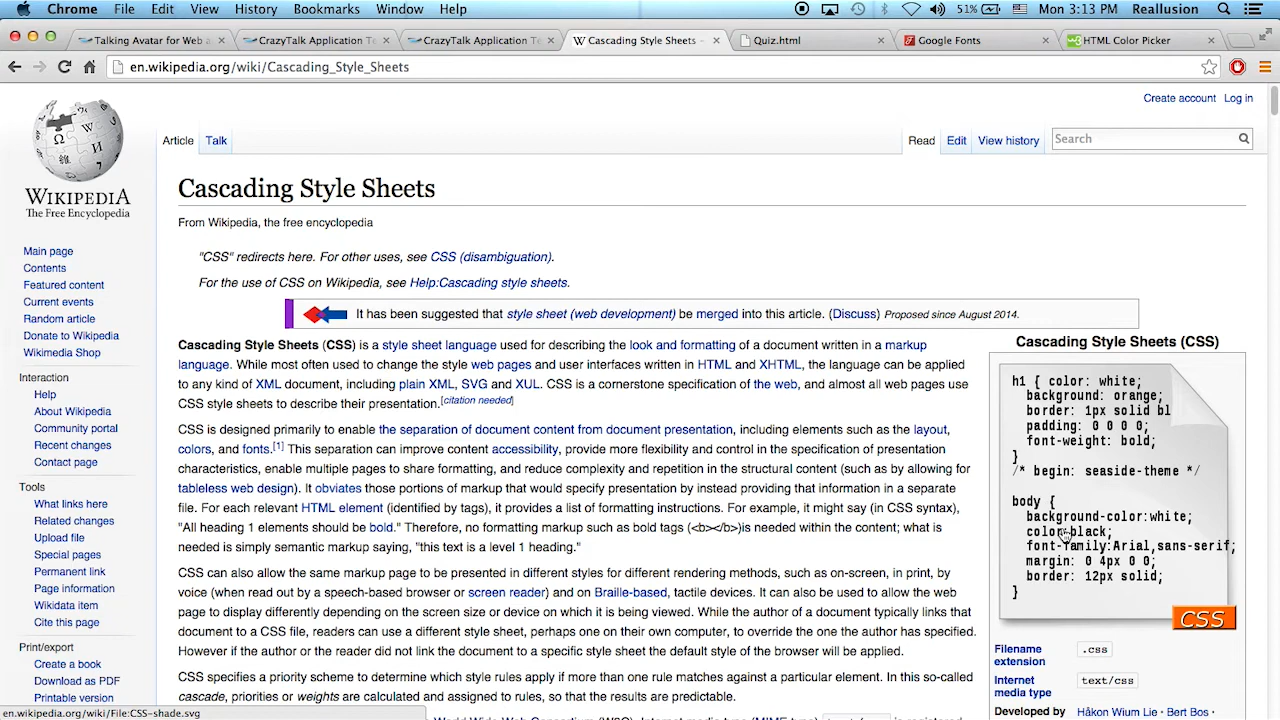 Chrome File Edit View History Bookmarks Window Help 51% Mon 3:13 PM Reallusion
Talking Avatar for Web a
CrazyTalk Application Te
CrazyTalk Application Te
W Cascading Style Sheets -
Quiz.html
Google Fonts
HTML Color Picker
en.wikipedia.org/wiki/Cascading_Style_Sheets
Create account Log in
Article Talk Read Edit View history Search
WIKIPEDIA
The Free Encyclopedia
Main page
Contents
Featured content
Current events
Random article
Donate to Wikipedia
Wikimedia Shop
Interaction
Help
About Wikipedia
Community portal
Recent changes
Contact page
Tools
What links here
Related changes
Upload file
Special pages
Permanent link
Page information
Wikidata item
Cite this page
Print/export
Create a book
Download as PDF
Printable version
en.wikipedia.org/wiki/File:CSS-shade.svg
Cascading Style Sheets
From Wikipedia, the free encyclopedia
"CSS" redirects here. For other uses, see CSS (disambiguation).
For the use of CSS on Wikipedia, see Help:Cascading style sheets.
It has been suggested that style sheet (web development) be merged into this article. (Discuss) Proposed since August 2014.
Cascading Style Sheets (CSS) is a style sheet language used for describing the look and formatting of a document written in a markup
language. While most often used to change the style web pages and user interfaces written in HTML and XHTML, the language can be applied
to any kind of XML document, including plain XML, SVG and XUL. CSS is a cornerstone specification of the web, and almost all web pages use
CSS style sheets to describe their presentation.[citation needed]
CSS is designed primarily to enable the separation of document content from document presentation, including elements such as the layout,
colors, and fonts.[1] This separation can improve content accessibility, provide more flexibility and control in the specification of presentation
characteristics, enable multiple pages to share formatting, and reduce complexity and repetition in the structural content (such as by allowing for
tableless web design). It obviates those portions of markup that would specify presentation by instead providing that information in a separate
file. For each relevant HTML element (identified by tags), it provides a list of formatting instructions. For example, it might say (in CSS syntax),
"All heading 1 elements should be bold." Therefore, no formatting markup such as bold tags (<b></b>)is needed within the content; what is
needed is simply semantic markup saying, "this text is a level 1 heading."
CSS can also allow the same markup page to be presented in different styles for different rendering methods, such as on-screen, in print, by
voice (when read out by a speech-based browser or screen reader) and on Braille-based, tactile devices. It can also be used to allow the web
page to display differently depending on the screen size or device on which it is being viewed. While the author of a document typically links that
document to a CSS file, readers can use a different style sheet, perhaps one on their own computer, to override the one the author has specified.
However if the author or the reader did not link the document to a specific style sheet the default style of the browser will be applied.
CSS specifies a priority scheme to determine which style rules apply if more than one rule matches against a particular element. In this so-called
cascade, priorities or weights are calculated and assigned to rules, so that the results are predictable.
Cascading Style Sheets (CSS)
h1 { color: white;
background: orange;
border: 1px solid bl
padding: 0 0 0 0;
font-weight: bold;
}
/* begin: seaside-theme */
body {
background-color:white;
color:black;
font-family:Arial,sans-serif;
margin: 0 4px 0 0;
border: 12px solid;
}
CSS
Filename extension .css
Internet media type text/css
Developed by Håkon Wium Lie · Bert Bos ·